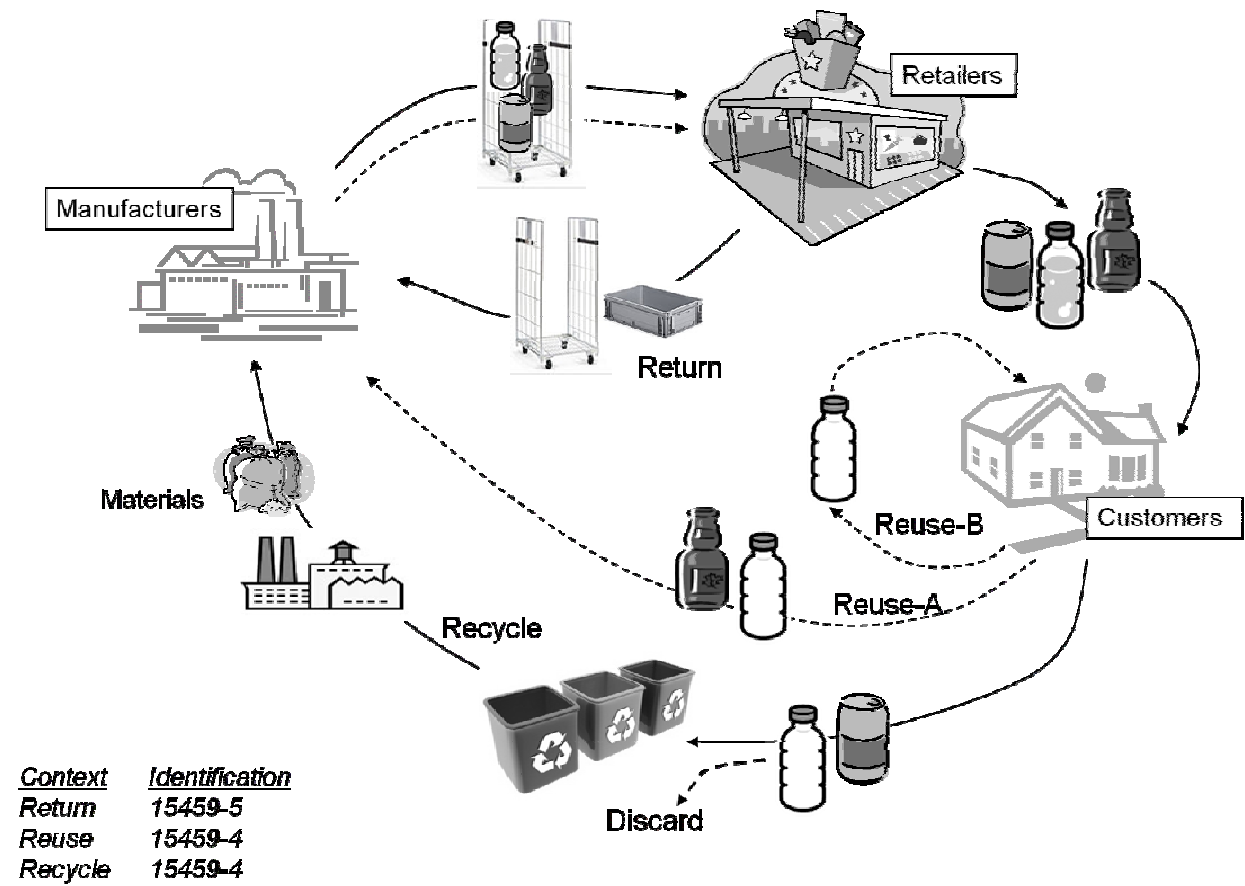 Retailers
Manufacturers
Return
Materials
Reuse-B
Customers
Reuse-A
Recycle
Discard
Context Identification
Return 15459-5
Reuse 15459-4
Recycle 15459-4